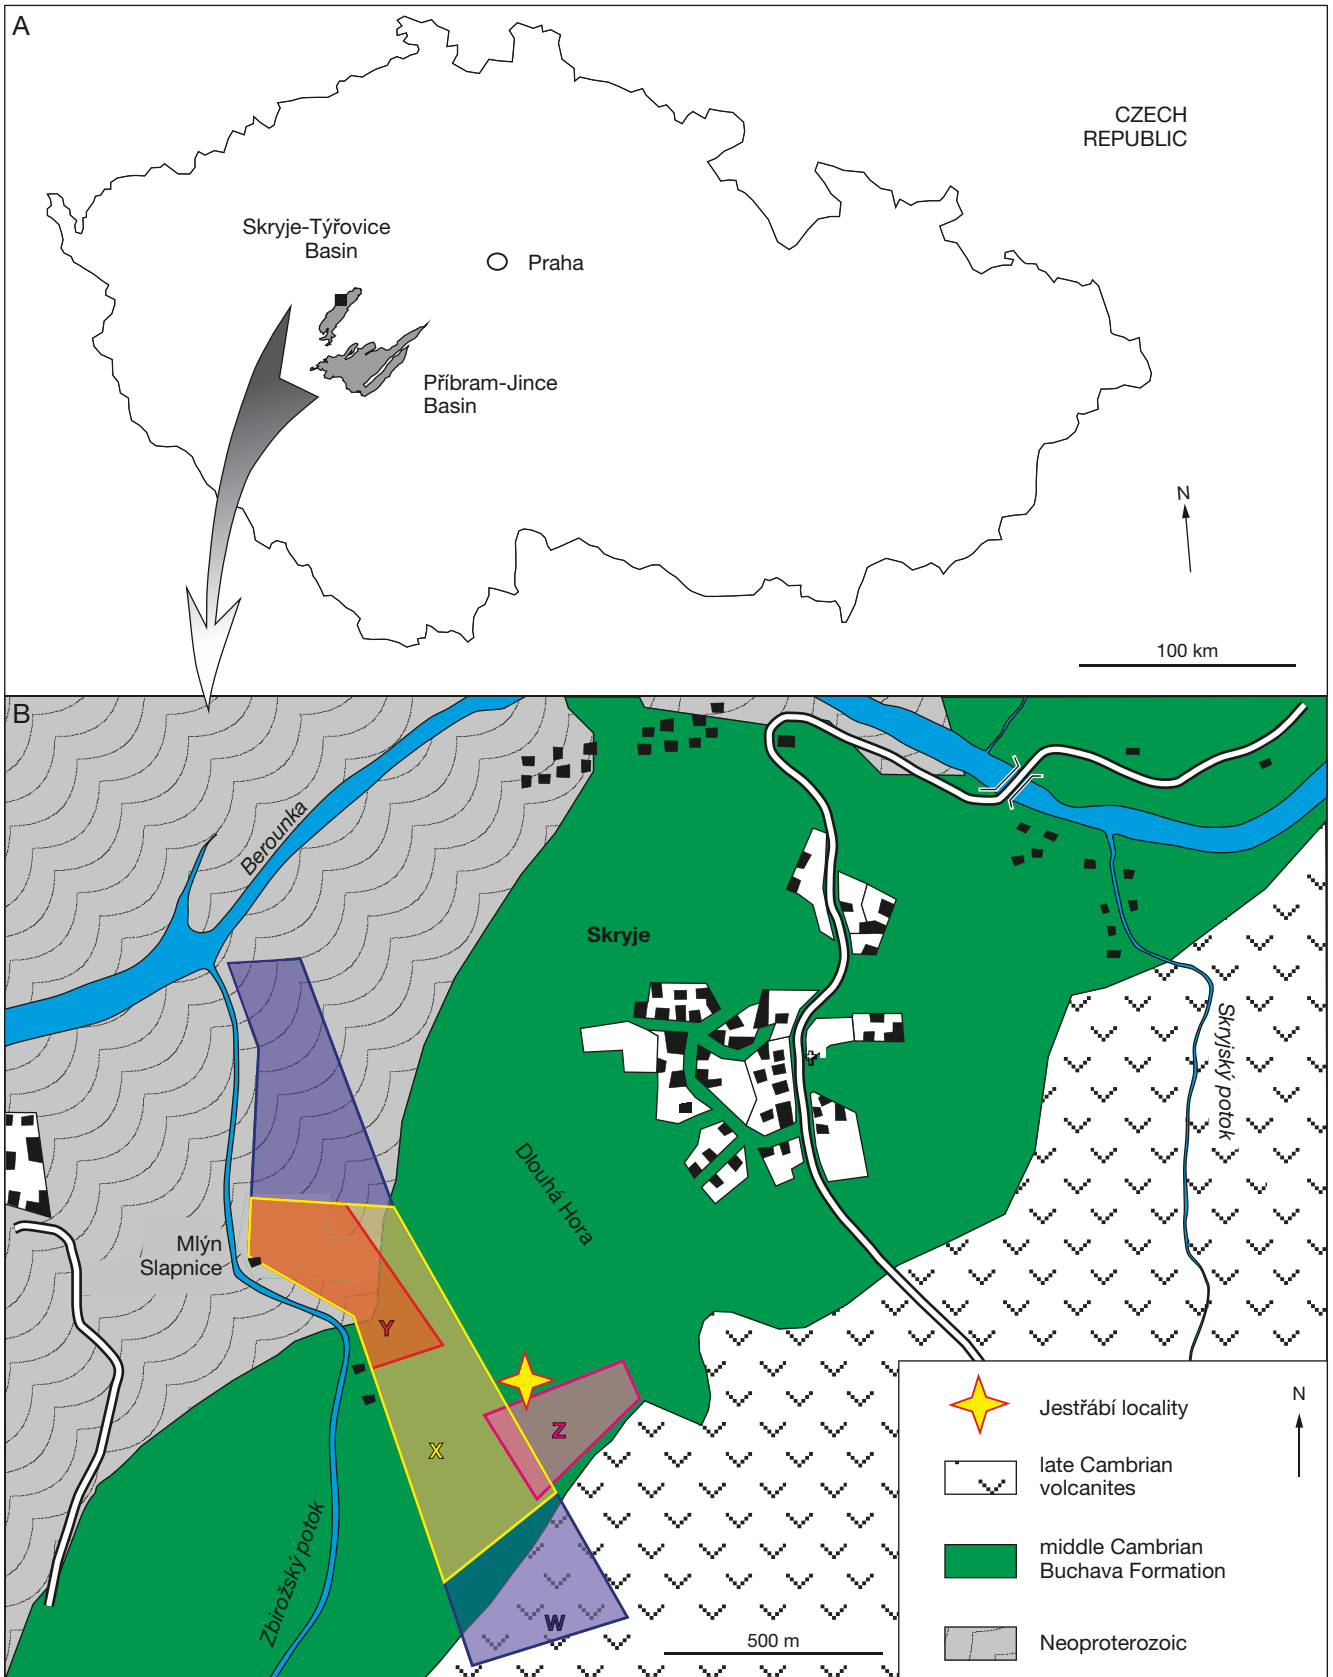 A
CZECH
REPUBLIC
Skryje-Týřovice
Basin
Praha
Příbram-Jince
Basin
N
100 km
B
Berounka
Skryje
Skryjský potok
Dlouhá Hora
Mlýn
Slapnice
Y
X
Z
W
Zbirožský potok
500 m
N
Jestřábí locality
late Cambrian
volcanites
middle Cambrian
Buchava Formation
Neoproterozoic